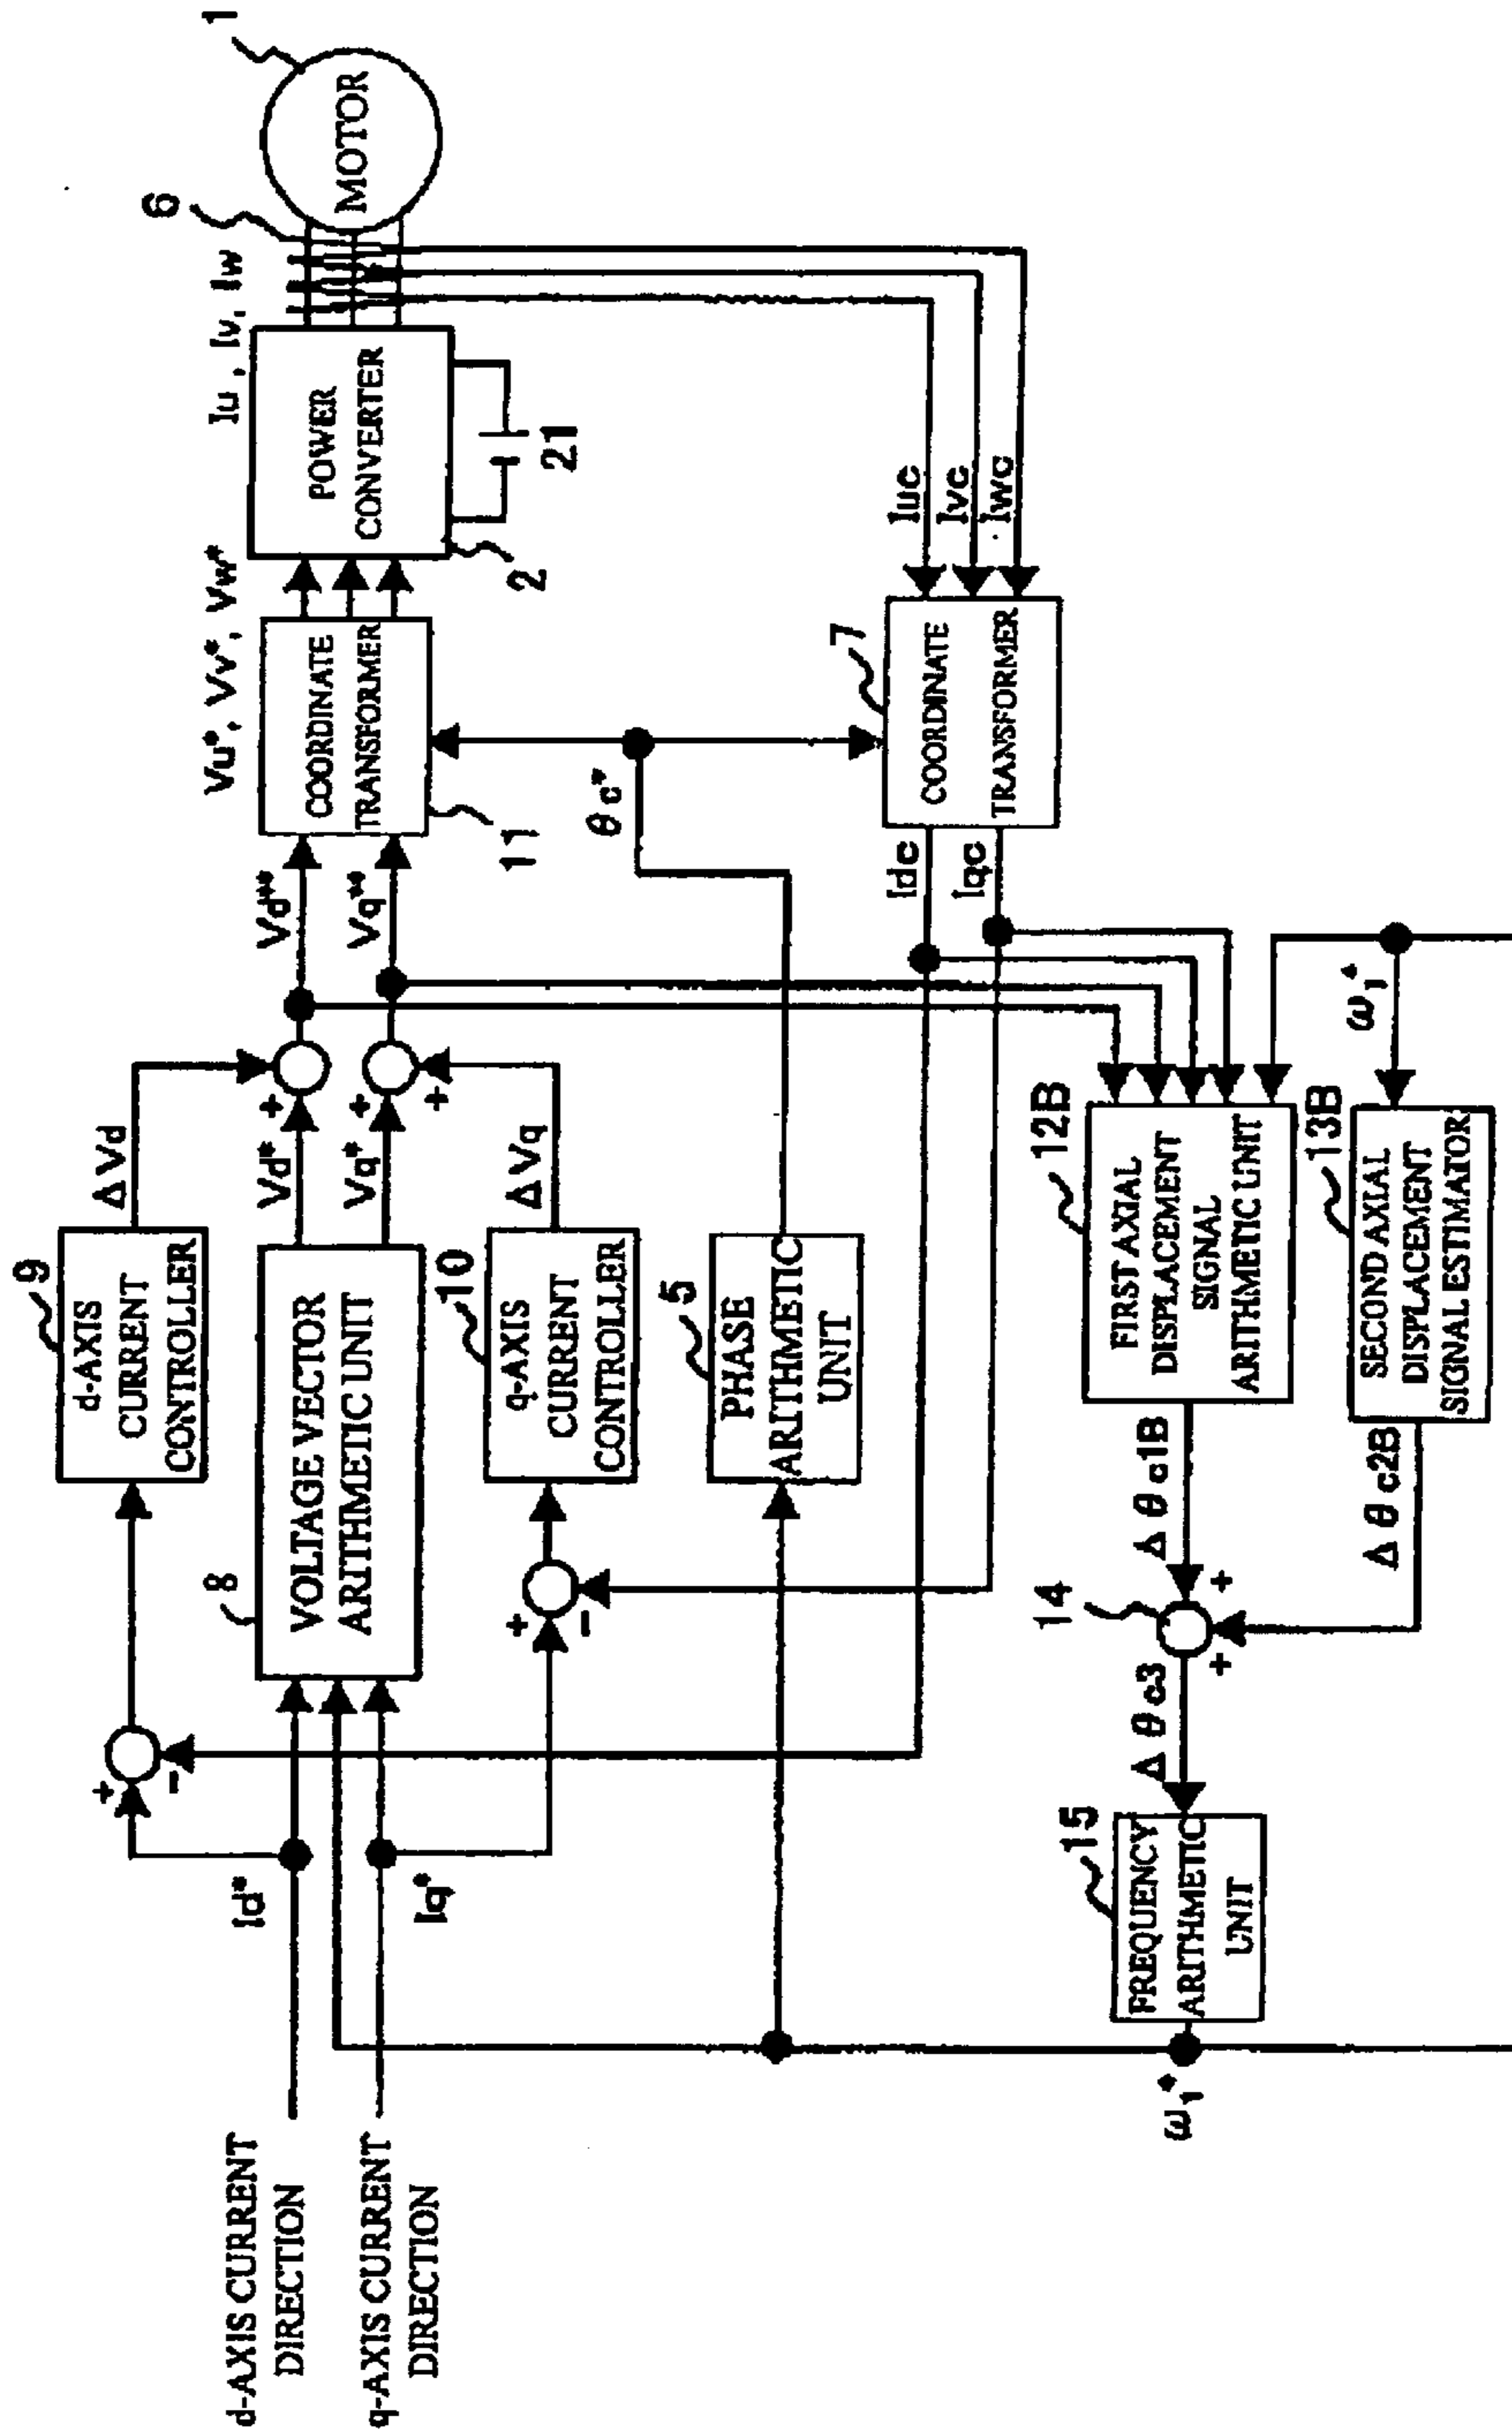 d-AXIS CURRENT
DIRECTION
q-AXIS CURRENT
DIRECTION
Id*
Iq*
+
−
9
d-AXIS
CURRENT
CONTROLLER
ΔVd
8
VOLTAGE VECTOR
ARITHMETIC UNIT
Vd*
+
Vq*
+
+
Vd**
Vq**
+
−
10
q-AXIS
CURRENT
CONTROLLER
ΔVq
11
COORDINATE
TRANSFORMER
Vu*, Vv*, Vw*
2
POWER
CONVERTER
21
Iu, Iv, Iw
6
1
MOTOR
5
PHASE
ARITHMETIC
UNIT
θc*
7
COORDINATE
TRANSFORMER
Iuc
Ivc
Iwc
Idc
Iqc
ω1*
15
FREQUENCY
ARITHMETIC
UNIT
Δθc3
14
+
+
Δθc1B
12B
FIRST AXIAL
DISPLACEMENT
SIGNAL
ARITHMETIC UNIT
Δθc2B
13B
SECOND AXIAL
DISPLACEMENT
SIGNAL ESTIMATOR
ω1*